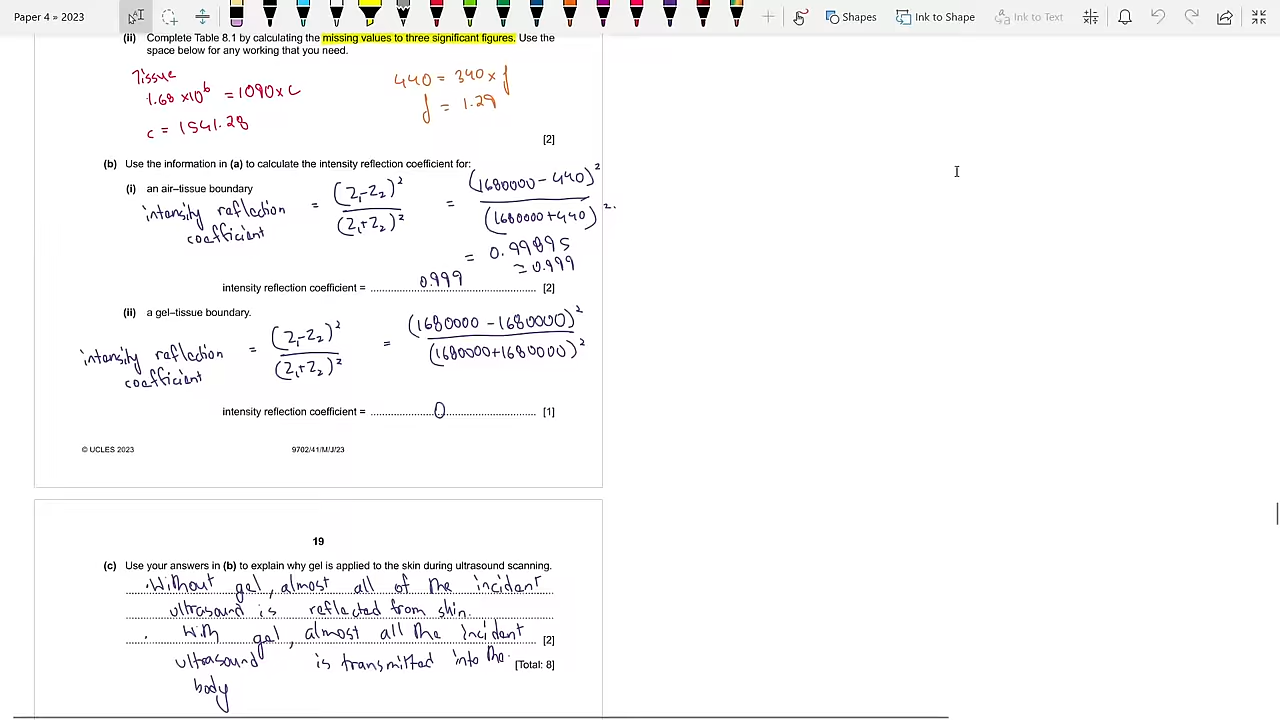 Paper 4 » 2023
Shapes
Ink to Shape
Ink to Text
(ii) Complete Table 8.1 by calculating the missing values to three significant figures. Use the
space below for any working that you need.
Tissue
1.68 × 10⁶ = 1090 × c
c = 1541.28
440 = 340 × ƒ
ƒ = 1.29
[2]
(b) Use the information in (a) to calculate the intensity reflection coefficient for:
(i) an air–tissue boundary
intensity reflection coefficient = (Z₁-Z₂)² / (Z₁+Z₂)² = (1680000 - 440)² / (1680000 + 440)².
= 0.99895
≃ 0.999
intensity reflection coefficient = 0.999 [2]
(ii) a gel–tissue boundary.
intensity reflection coefficient = (Z₁-Z₂)² / (Z₁+Z₂)² = (1680000 - 1680000)² / (1680000+1680000)²
intensity reflection coefficient = 0 [1]
© UCLES 2023 9702/41/M/J/23
19
(c) Use your answers in (b) to explain why gel is applied to the skin during ultrasound scanning.
. Without gel, almost all of the incident
ultrasound is reflected from skin.
. With gel, almost all the incident [2]
ultrasound is transmitted into the. [Total: 8]
body